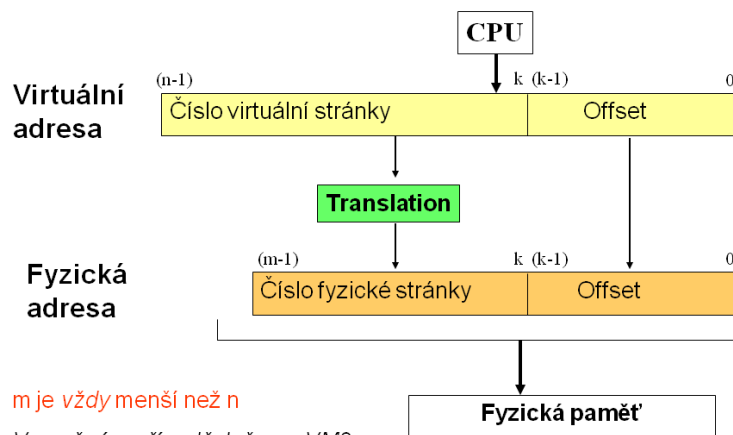 CPU
(n-1) k (k-1) 0
Virtuální
adresa
Číslo virtuální stránky Offset
Translation
(m-1) k (k-1) 0
Fyzická
adresa
Číslo fyzické stránky Offset
m je vždy menší než n
Fyzická paměť